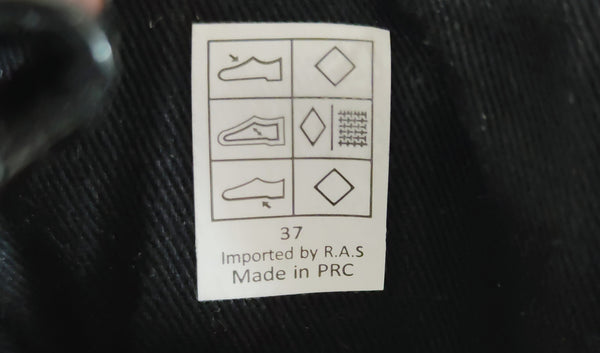 37
Imported by R.A.S
Made in PRC